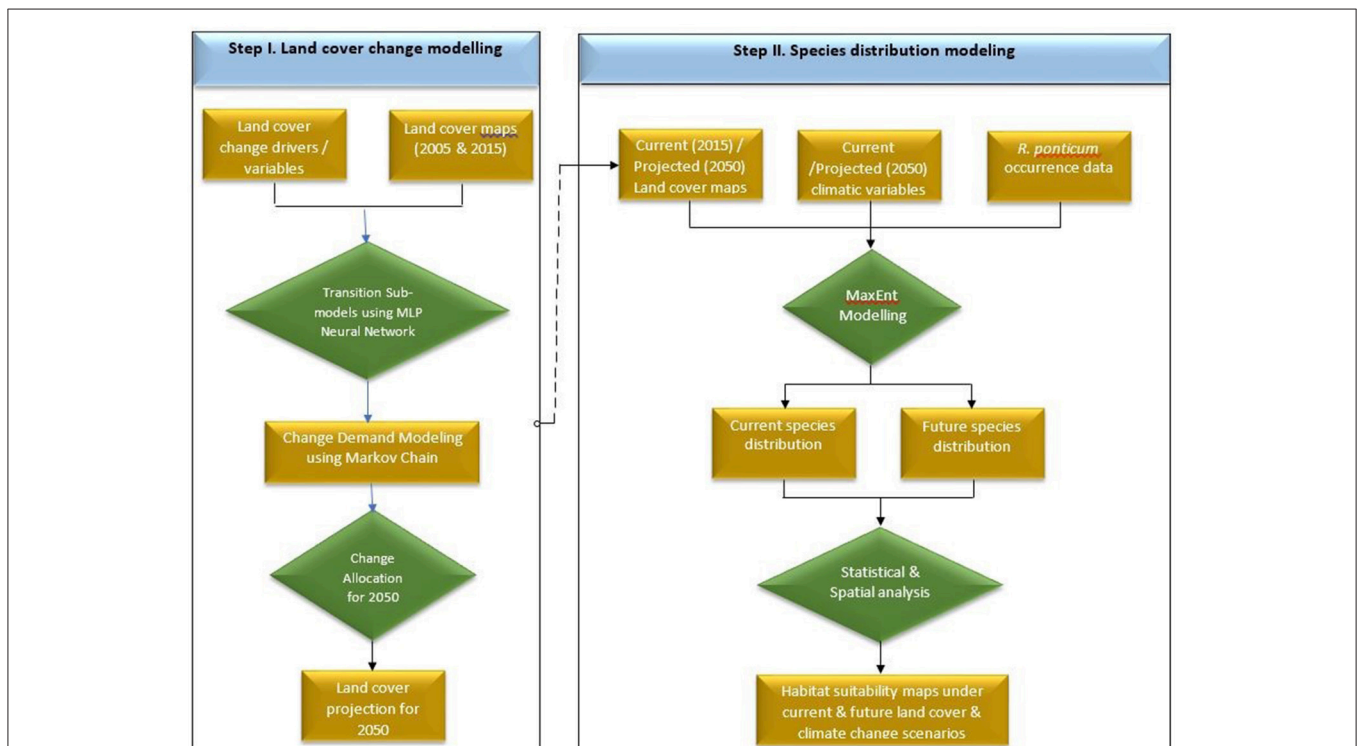 Step I. Land cover change modelling
Land cover
change drivers /
variables
Land cover maps
(2005 & 2015)
Transition Sub-
models using MLP
Neural Network
Change Demand Modeling
using Markov Chain
Change
Allocation
for 2050
Land cover
projection for
2050
Step II. Species distribution modeling
Current (2015) /
Projected (2050)
Land cover maps
Current
/Projected (2050)
climatic variables
R. ponticum
occurrence data
MaxEnt
Modelling
Current species
distribution
Future species
distribution
Statistical &
Spatial analysis
Habitat suitability maps under
current & future land cover &
climate change scenarios